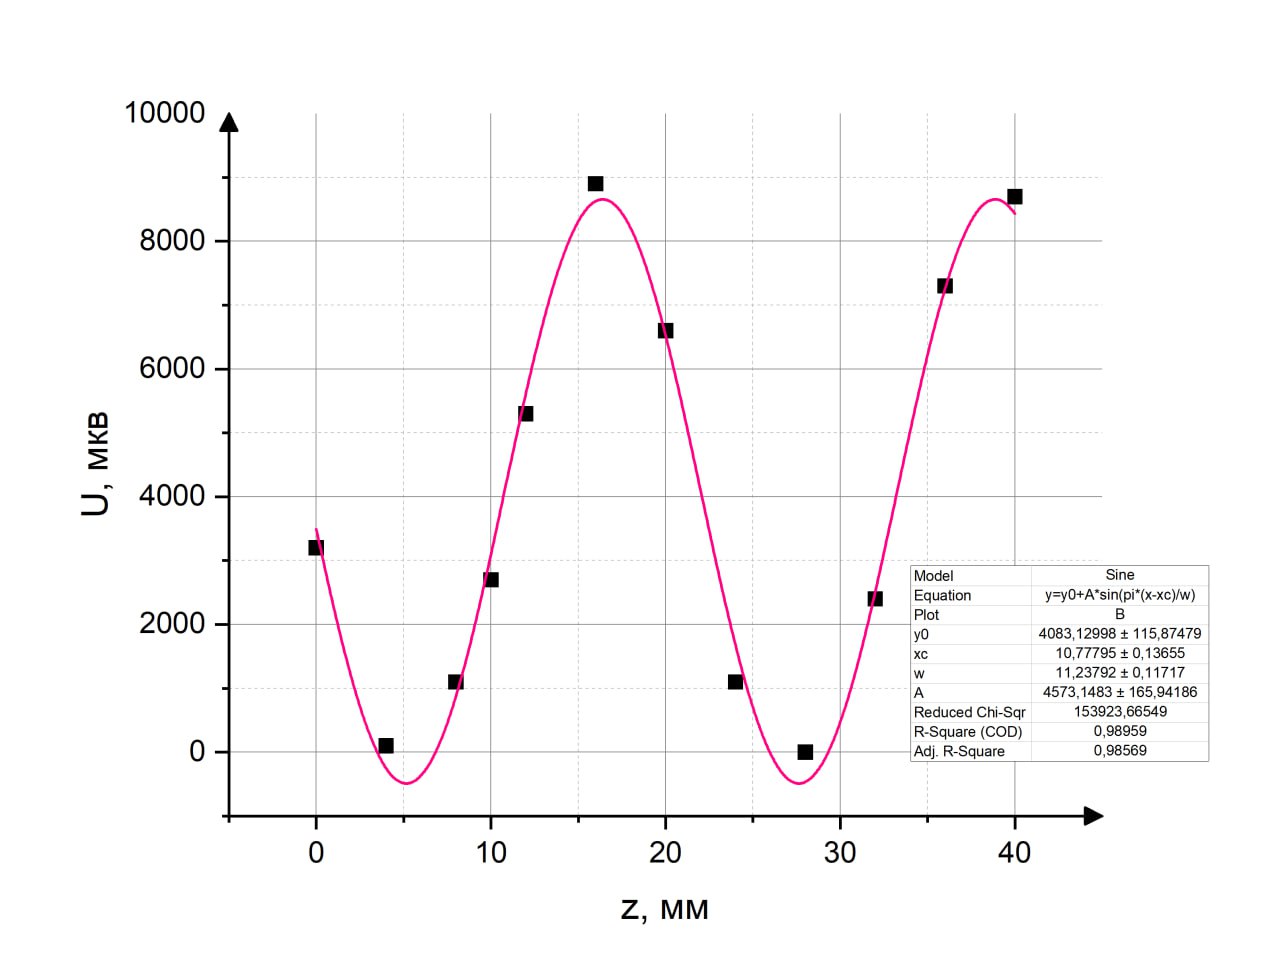 10000
8000
6000
4000
2000
0
U, мкв
0 10 20 30 40
z, мм
Model Sine
Equation y=y0+A*sin(pi*(x-xc)/w)
Plot B
y0 4083,12998 ± 115,87479
xc 10,77795 ± 0,13655
w 11,23792 ± 0,11717
A 4573,1483 ± 165,94186
Reduced Chi-Sqr 153923,66549
R-Square (COD) 0,98959
Adj. R-Square 0,98569